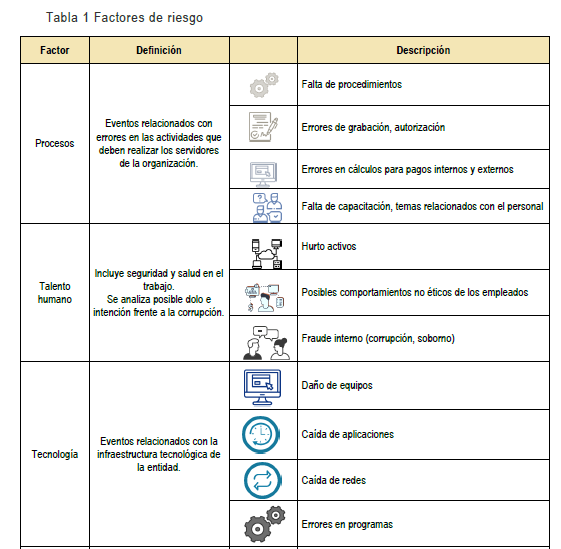 Tabla 1 Factores de riesgo
Factor
Definición
Descripción
Procesos
Eventos relacionados con
errores en las actividades que
deben realizar los servidores
de la organización.
Falta de procedimientos
Errores de grabación, autorización
Errores en cálculos para pagos internos y externos
Falta de capacitación, temas relacionados con el personal
Talento
humano
Incluye seguridad y salud en el
trabajo.
Se analiza posible dolo e
intención frente a la corrupción.
Hurto activos
Posibles comportamientos no éticos de los empleados
Fraude interno (corrupción, soborno)
Tecnología
Eventos relacionados con la
infraestructura tecnológica de
la entidad.
Daño de equipos
Caída de aplicaciones
Caída de redes
Errores en programas